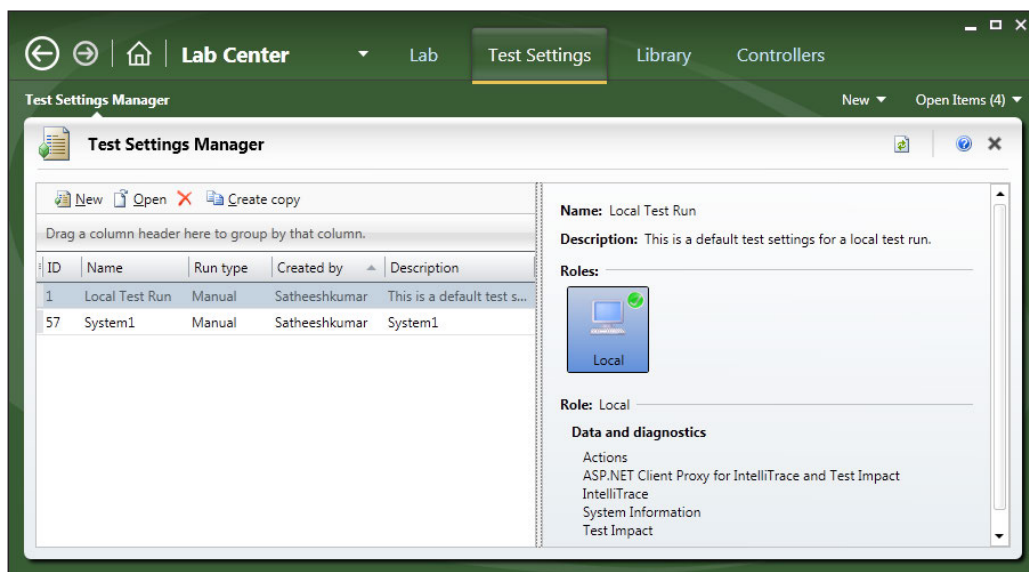 Lab Center Lab Test Settings Library Controllers
Test Settings Manager New Open Items (4)
Test Settings Manager
New Open Create copy
Drag a column header here to group by that column.
ID Name Run type Created by Description
1 Local Test Run Manual Satheeshkumar This is a default test s...
57 System1 Manual Satheeshkumar System1
Name: Local Test Run
Description: This is a default test settings for a local test run.
Roles:
Local
Role: Local
Data and diagnostics
Actions
ASP.NET Client Proxy for IntelliTrace and Test Impact
IntelliTrace
System Information
Test Impact